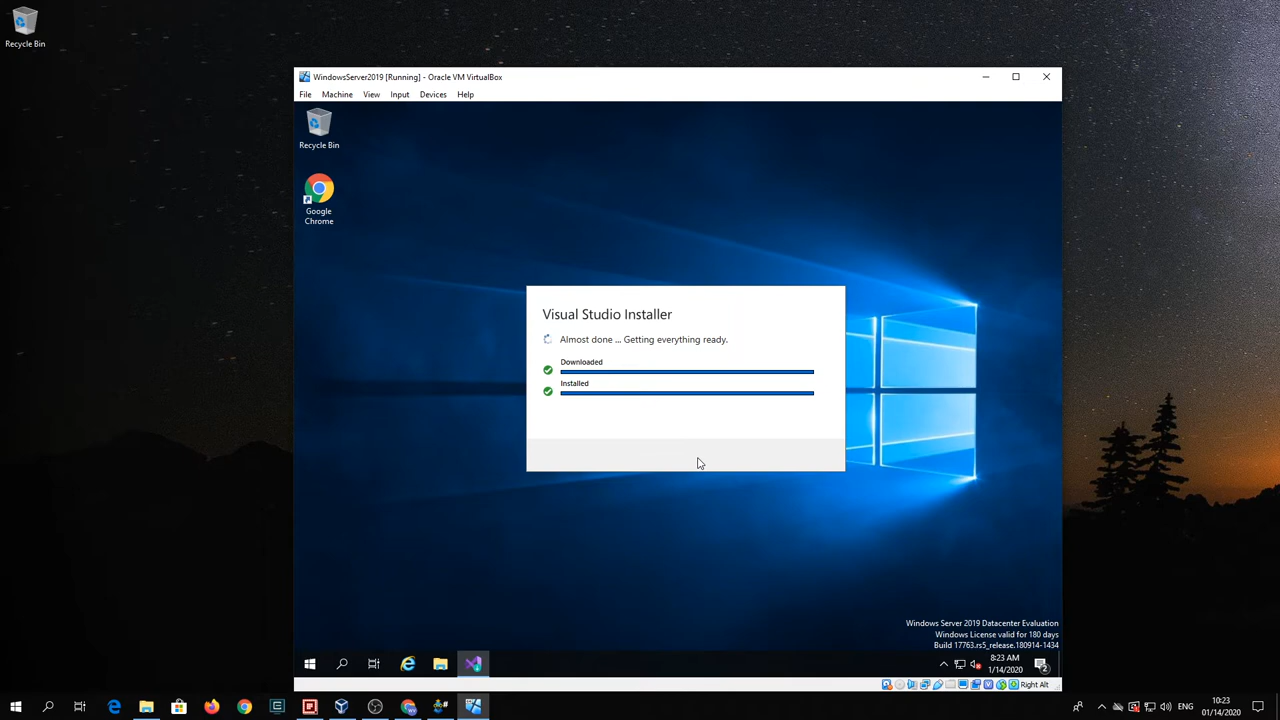 Recycle Bin
WindowsServer2019 [Running] - Oracle VM VirtualBox
File Machine View Input Devices Help
Recycle Bin
Google
Chrome
Visual Studio Installer
Almost done ... Getting everything ready.
Downloaded
Installed
Windows Server 2019 Datacenter Evaluation
Windows License valid for 180 days
Build 17763.rs5_release.180914-1434
8:23 AM
1/14/2020
2
Right Alt
ENG
10:23
01/14/2020